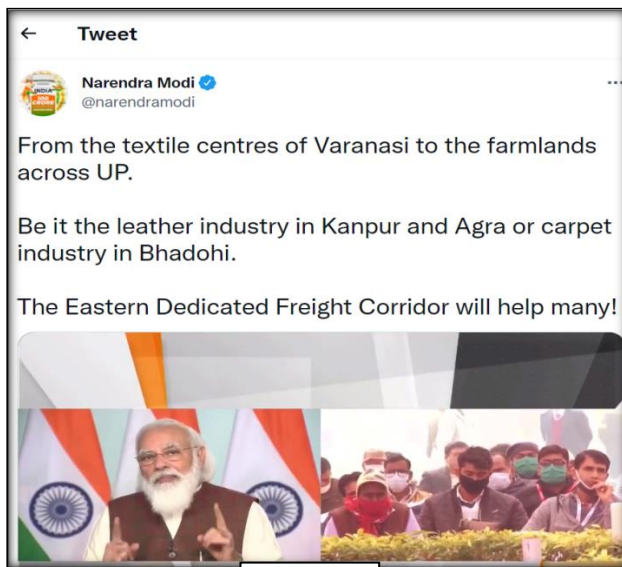 Tweet
Narendra Modi
@narendramodi
From the textile centres of Varanasi to the farmlands
across UP.
Be it the leather industry in Kanpur and Agra or carpet
industry in Bhadohi.
The Eastern Dedicated Freight Corridor will help many!